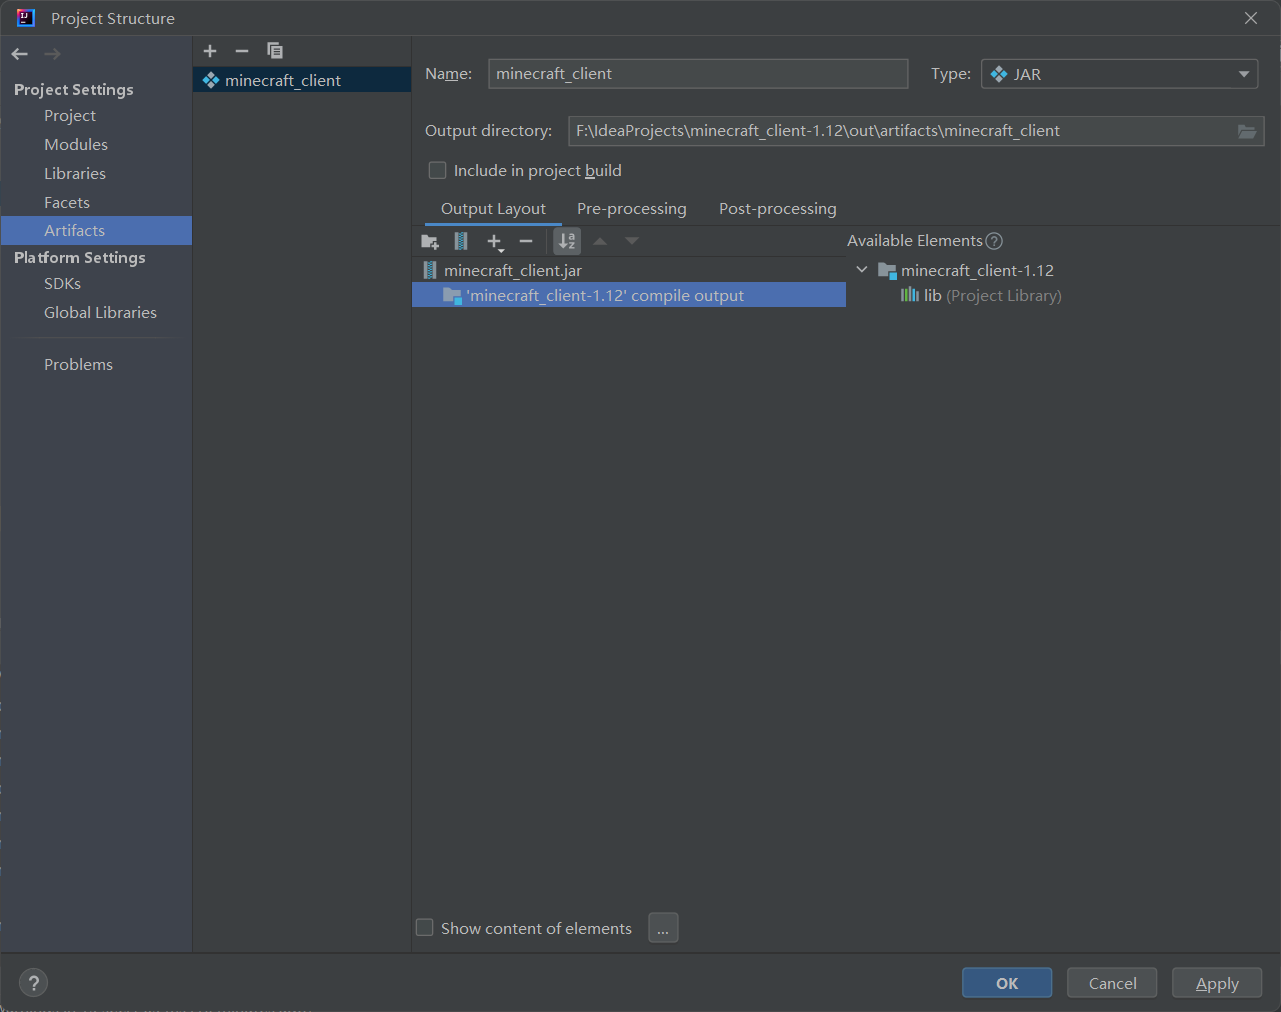 Project Structure
Project Settings
Project
Modules
Libraries
Facets
Artifacts
Platform Settings
SDKs
Global Libraries
Problems
minecraft_client
Name: minecraft_client Type: JAR
Output directory: F:\IdeaProjects\minecraft_client-1.12\out\artifacts\minecraft_client
Include in project build
Output Layout Pre-processing Post-processing
Available Elements ?
minecraft_client.jar
'minecraft_client-1.12' compile output
minecraft_client-1.12
lib (Project Library)
Show content of elements ...
? OK Cancel Apply